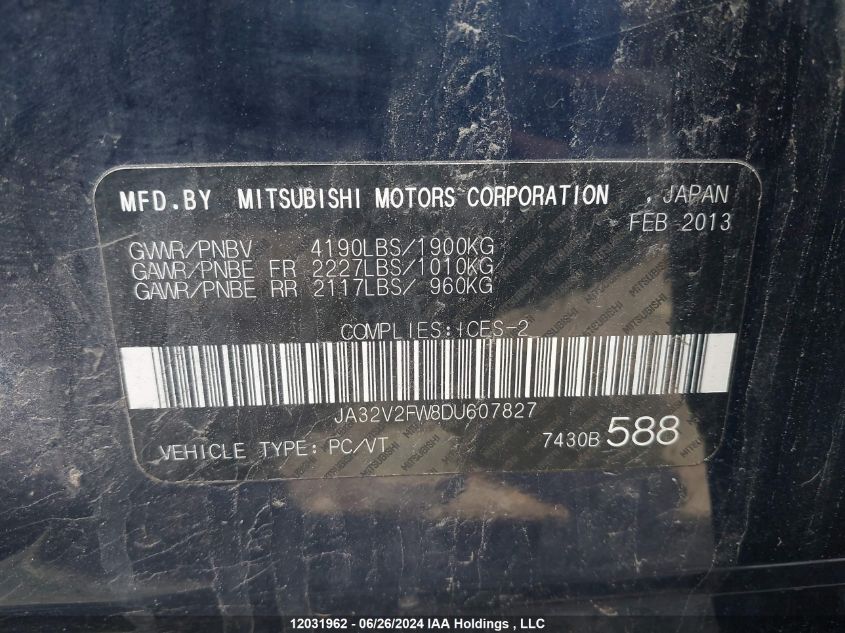 MFD.BY MITSUBISHI MOTORS CORPORATION , JAPAN
FEB 2013
GVWR/PNBV 4190LBS/1900KG
GAWR/PNBE FR 2227LBS/1010KG
GAWR/PNBE RR 2117LBS/ 960KG
COMPLIES:ICES-2
JA32V2FW8DU607827
VEHICLE TYPE: PC/VT 7430B 588
12031962 - 06/26/2024 IAA Holdings , LLC